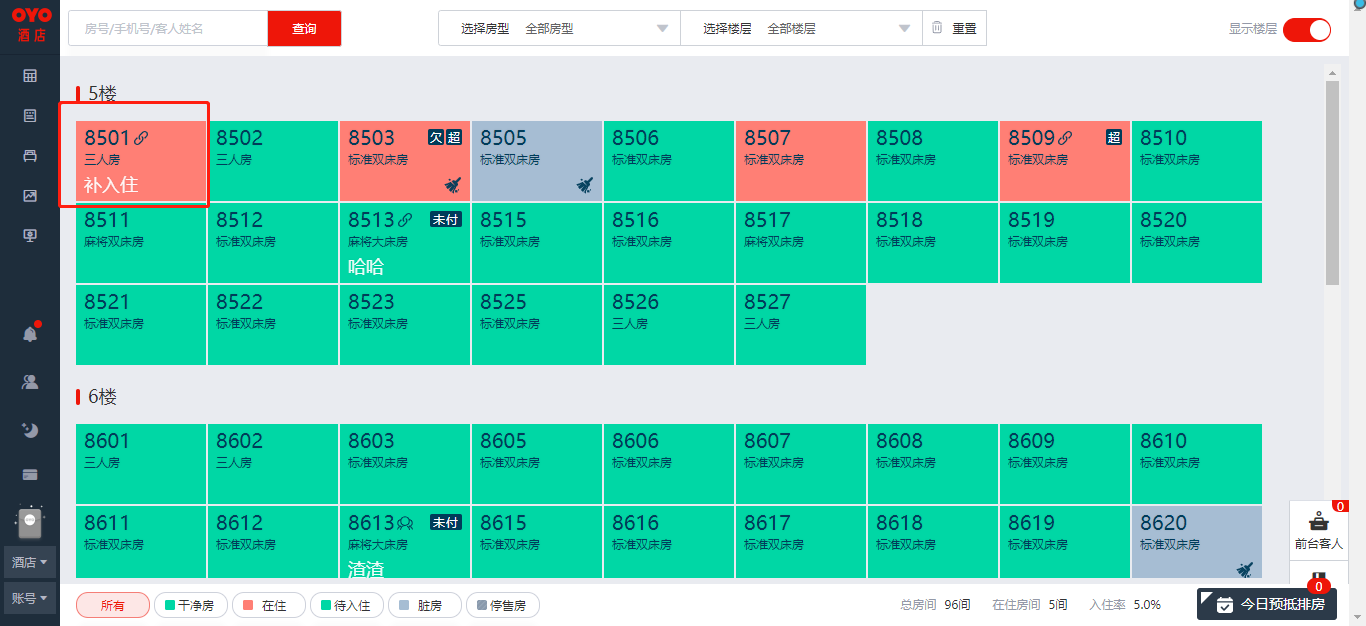 OYO
酒店
房号/手机号/客人姓名 查询 选择房型 全部房型 选择楼层 全部楼层 重置 显示楼层
5楼
8501 8502 8503 欠 超 8505 8506 8507 8508 8509 超 8510
三人房 三人房 标准双床房 标准双床房 标准双床房 标准双床房 标准双床房 标准双床房 标准双床房
补入住
8511 8512 8513 未付 8515 8516 8517 8518 8519 8520
麻将双床房 标准双床房 麻将大床房 标准双床房 标准双床房 麻将双床房 标准双床房 标准双床房 标准双床房
哈哈
8521 8522 8523 8525 8526 8527
标准双床房 标准双床房 标准双床房 标准双床房 三人房 三人房
6楼
8601 8602 8603 8605 8606 8607 8608 8609 8610
三人房 三人房 标准双床房 标准双床房 标准双床房 标准双床房 标准双床房 标准双床房 标准双床房
8611 8612 8613 未付 8615 8616 8617 8618 8619 8620
标准双床房 标准双床房 麻将大床房 标准双床房 标准双床房 标准双床房 标准双床房 标准双床房 标准双床房
渣渣
0
前台客人
酒店
账号
所有 干净房 在住 待入住 脏房 停售房 总房间 96间 在住房间 5间 入住率 5.0%
0
今日预抵排房